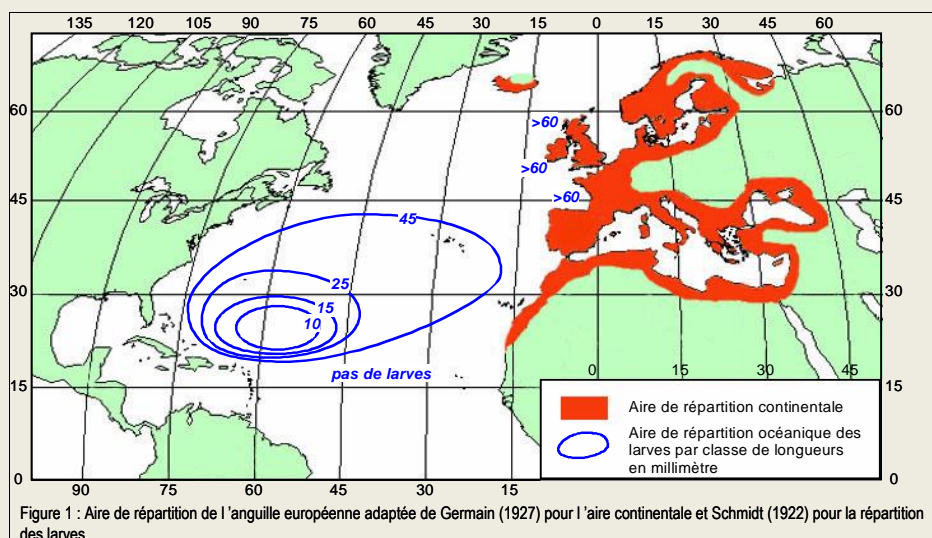 135 120 105 90 75 60 45 30 15 0 15 30 45 60
60 60
>60
>60
>60
45 45
45
30 30
25
15
10
pas de larves
0 15 30 45
15 15
Aire de répartition continentale
Aire de répartition océanique des
larves par classe de longueurs
en millimètre
0 0
90 75 60 45 30 15
Figure 1 : Aire de répartition de l 'anguille européenne adaptée de Germain (1927) pour l 'aire continentale et Schmidt (1922) pour la répartition
des larves